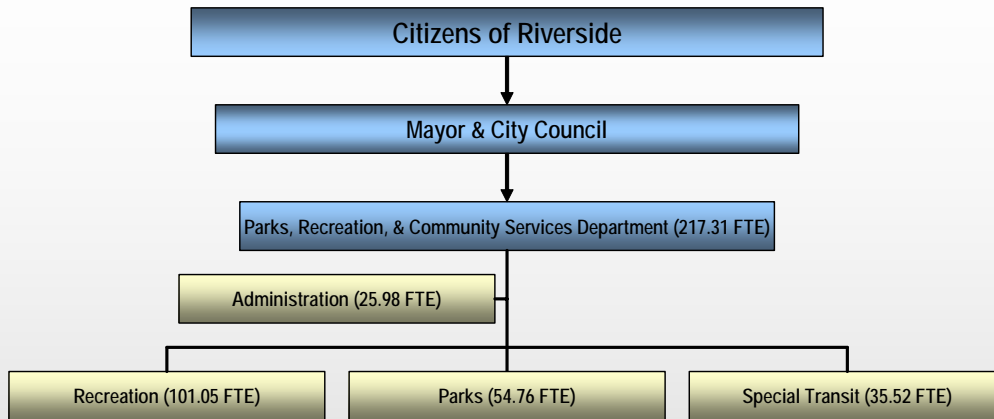 Citizens of Riverside
Mayor & City Council
Parks, Recreation, & Community Services Department (217.31 FTE)
Administration (25.98 FTE)
Recreation (101.05 FTE)
Parks (54.76 FTE)
Special Transit (35.52 FTE)